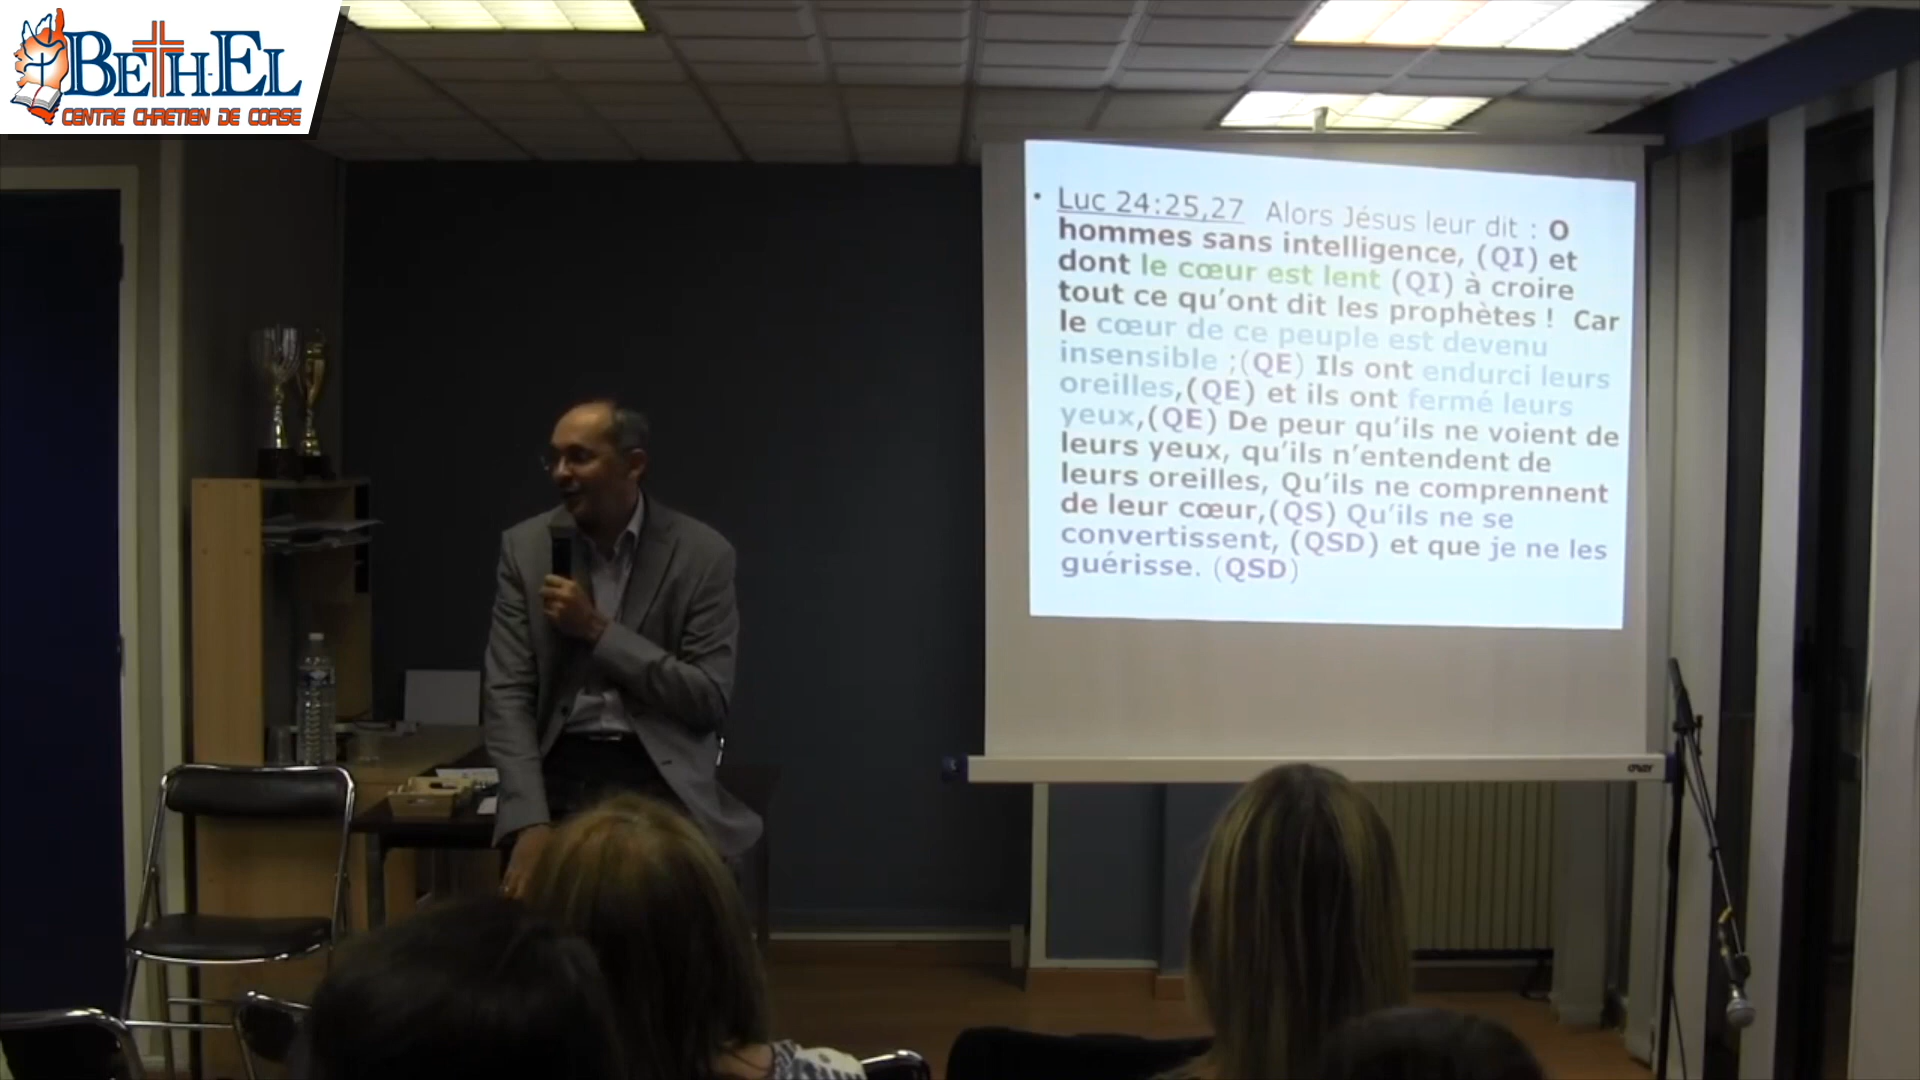 BETH-EL
CENTRE CHRETIEN DE CORSE
• Luc 24:25,27 Alors Jésus leur dit : O
hommes sans intelligence, (QI) et
dont le cœur est lent (QI) à croire
tout ce qu’ont dit les prophètes ! Car
le cœur de ce peuple est devenu
insensible ;(QE) Ils ont endurci leurs
oreilles,(QE) et ils ont fermé leurs
yeux,(QE) De peur qu’ils ne voient de
leurs yeux, qu’ils n’entendent de
leurs oreilles, Qu’ils ne comprennent
de leur cœur,(QS) Qu’ils ne se
convertissent, (QSD) et que je ne les
guérisse. (QSD)